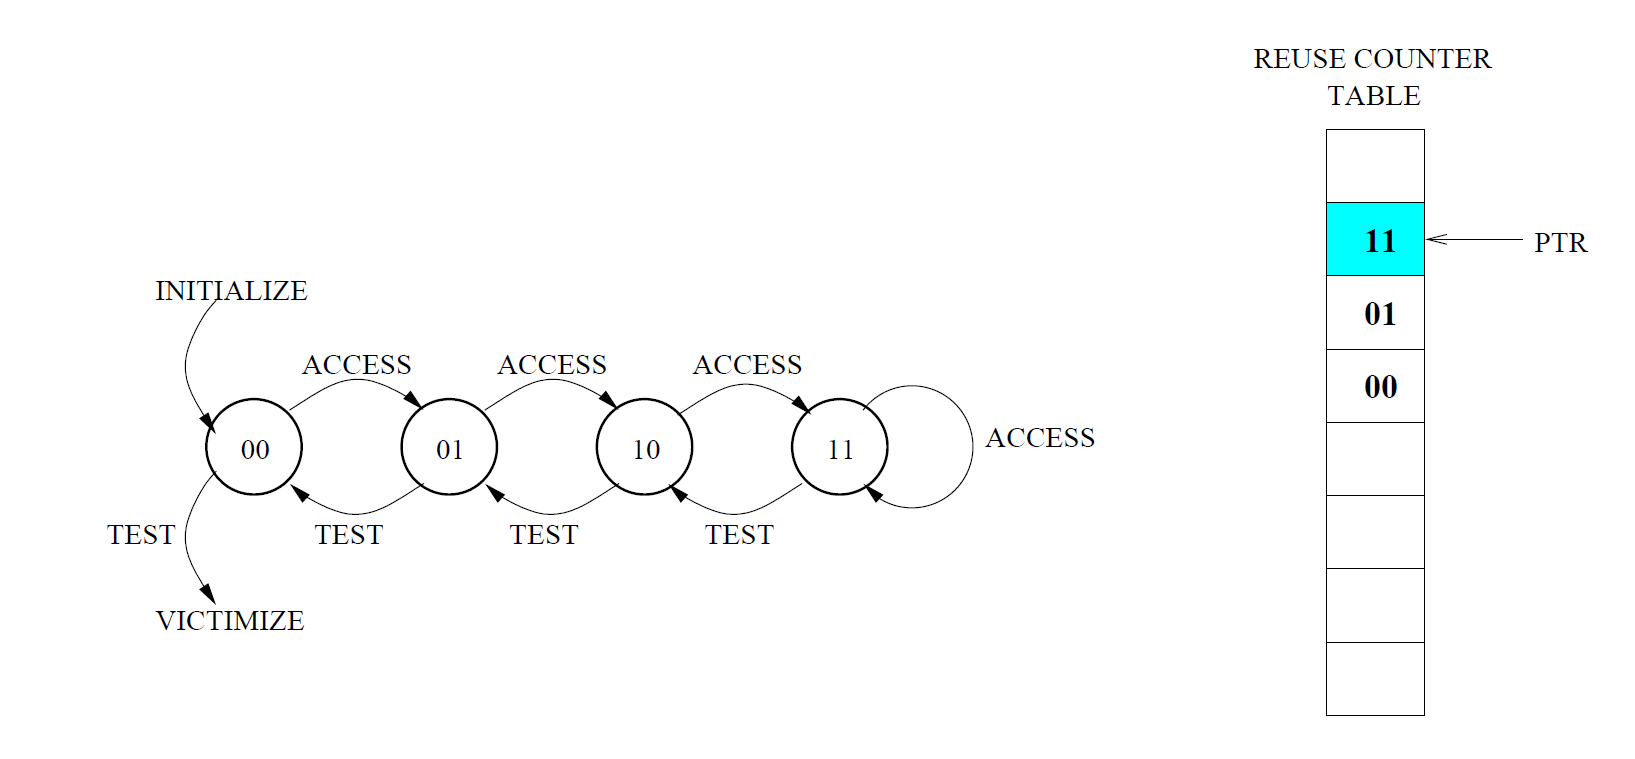 REUSE COUNTER
TABLE
11
PTR
01
00
INITIALIZE
ACCESS
ACCESS
ACCESS
00
01
10
11
ACCESS
TEST
TEST
TEST
TEST
VICTIMIZE